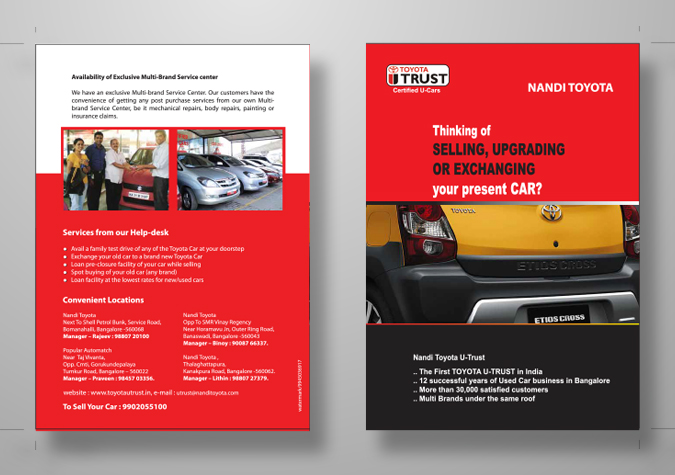 Availability of Exclusive Multi-Brand Service center
We have an exclusive Multi-brand Service Center. Our customers have the
convenience of getting any post purchase services from our own Multi-
brand Service Center, be it mechanical repairs, body repairs, painting or
insurance claims.
Services from our Help-desk
● Avail a family test drive of any of the Toyota Car at your doorstep
● Exchange your old car to a brand new Toyota Car
● Loan pre-closure facility of your car while selling
● Spot buying of your old car (any brand)
● Loan facility at the lowest rates for new/used cars
Convenient Locations
Nandi Toyota
Next To Shell Petrol Bunk, Service Road,
Bomanahalli, Bangalore -560068
Manager – Rajeev : 98807 20100
Popular Automatch
Near Taj Vivanta,
Opp. Cmti, Gorukundepalaya
Tumkur Road, Bangalore – 560022
Manager – Praveen : 98457 03356.
Nandi Toyota
Opp To SMR Vinay Regency
Near Horamavu Jn, Outer Ring Road,
Banaswadi, Bangalore -560043
Manager – Binoy : 90087 66337.
Nandi Toyota ,
Thalaghattapura,
Kanakpura Road, Bangalore -560062.
Manager – Lithin : 98807 27379.
website : www.toyotautrust.in, e-mail : utrust@nanditoyota.com
To Sell Your Car : 9902055100
TOYOTA
U TRUST
Certified U-Cars
NANDI TOYOTA
Thinking of
SELLING, UPGRADING
OR EXCHANGING
your present CAR?
TOYOTA
ETIOS CROSS
ETIOS CROSS
Nandi Toyota U-Trust
.. The First TOYOTA U-TRUST in India
.. 12 successful years of Used Car business in Bangalore
.. More than 30,000 satisfied customers
.. Multi Brands under the same roof